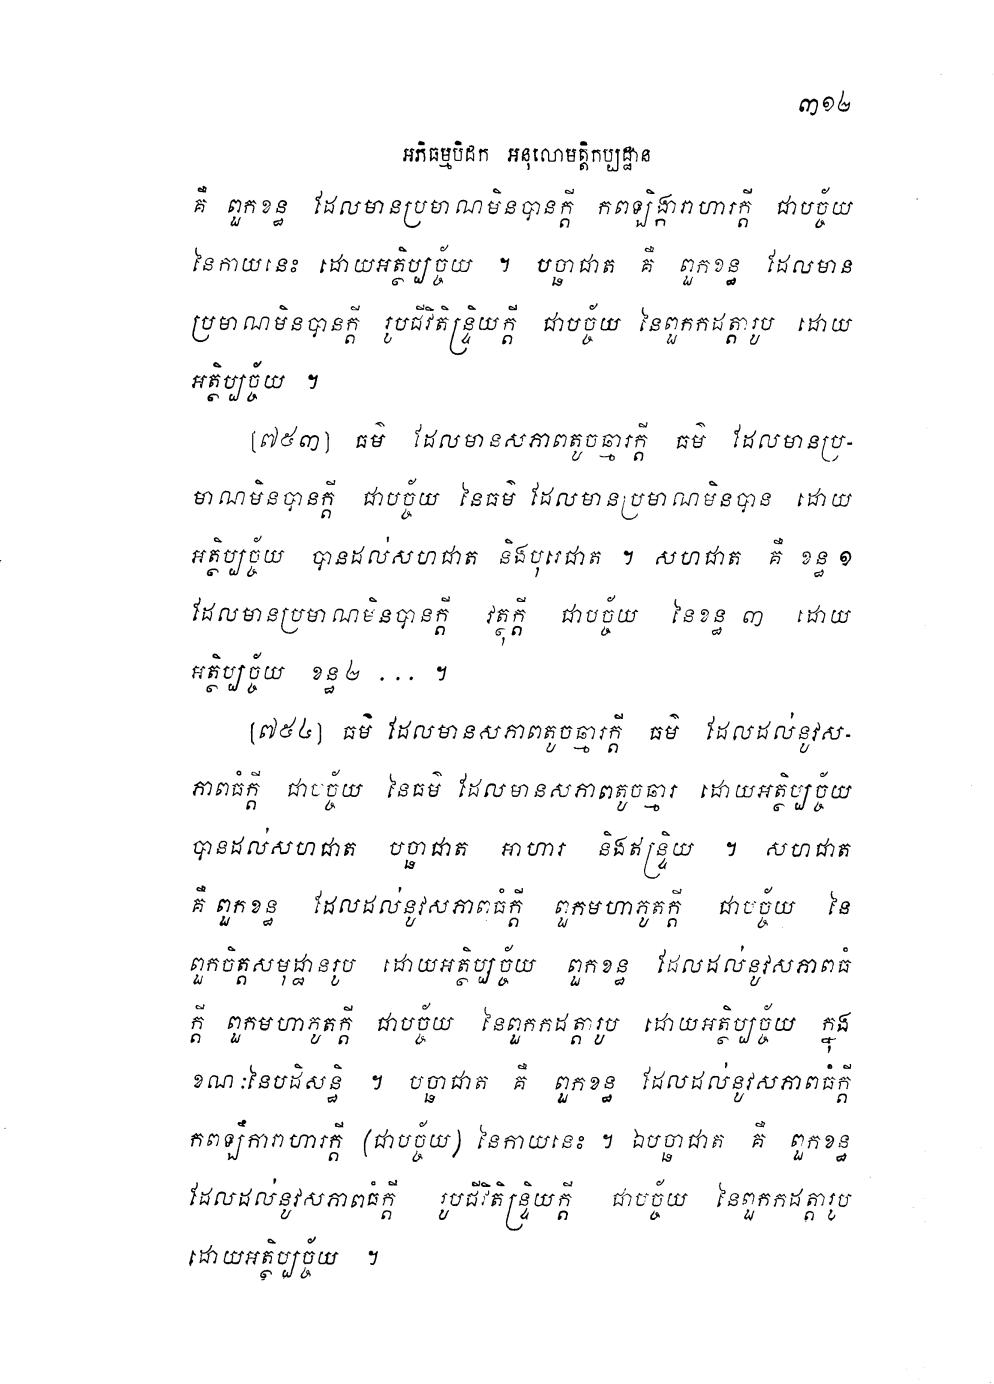 ៣១២
អភិធម្មបិដក អនុលោមត្តិកប្បដ្ឋាន
គឺ ពួកខន្ធ ដែលមានប្រមាណមិនបានក្តី កពឡិង្ការាហារក្តី ជាបច្ច័យ
នៃកាយនេះ ដោយអត្ថិប្បច្ច័យ ។ បច្ឆាជាត គឺ ពួកខន្ធ ដែលមាន
ប្រមាណមិនបានក្តី រូបជីវិតិន្ទ្រិយក្តី ជាបច្ច័យ នៃពួកកដត្តារូប ដោយ
អត្ថិប្បច្ច័យ ។
[៧៥៣] ធម៌ ដែលមានសភាពតូចឆ្មារក្តី ធម៌ ដែលមានប្រ-
មាណមិនបានក្តី ជាបច្ច័យ នៃធម៌ ដែលមានប្រមាណមិនបាន ដោយ
អត្ថិប្បច្ច័យ បានដល់សហជាត និងបុរេជាត ។ សហជាត គឺ ខន្ធ ១
ដែលមានប្រមាណមិនបានក្តី វត្ថុក្តី ជាបច្ច័យ នៃខន្ធ ៣ ដោយ
អត្ថិប្បច្ច័យ ខន្ធ ២ ... ។
[៧៥៤] ធម៌ ដែលមានសភាពតូចឆ្មារក្តី ធម៌ ដែលដល់នូវស-
ភាពធំក្តី ជាបច្ច័យ នៃធម៌ ដែលមានសភាពតូចឆ្មារ ដោយអត្ថិប្បច្ច័យ
បានដល់សហជាត បច្ឆាជាត អាហារ និងឥន្ទ្រិយ ។ សហជាត
គឺ ពួកខន្ធ ដែលដល់នូវសភាពធំក្តី ពួកមហាភូតក្តី ជាបច្ច័យ នៃ
ពួកចិត្តសមុដ្ឋានរូប ដោយអត្ថិប្បច្ច័យ ពួកខន្ធ ដែលដល់នូវសភាពធំ
ក្តី ពួកមហាភូតក្តី ជាបច្ច័យ នៃពួកកដត្តារូប ដោយអត្ថិប្បច្ច័យ ក្នុង
ខណៈនៃបដិសន្ធិ ។ បច្ឆាជាត គឺ ពួកខន្ធ ដែលដល់នូវសភាពធំក្តី
កពឡិកាាហារក្តី (ជាបច្ច័យ) នៃកាយនេះ ។ ឯបច្ឆាជាត គឺ ពួកខន្ធ
ដែលដល់នូវសភាពធំក្តី រូបជីវិតិន្ទ្រិយក្តី ជាបច្ច័យ នៃពួកកដត្តារូប
ដោយអត្ថិប្បច្ច័យ ។